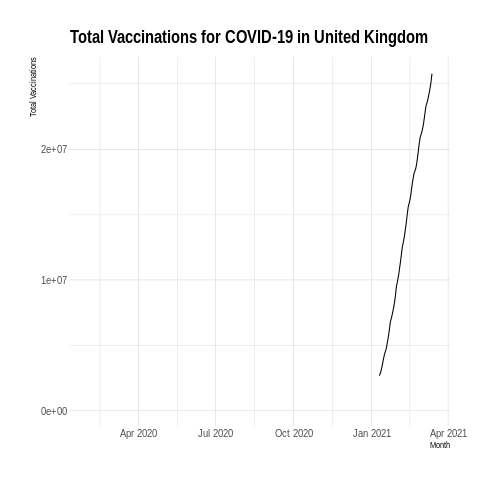 Total Vaccinations for COVID-19 in United Kingdom
Total Vaccinations
2e+07
1e+07
0e+00
Apr 2020 Jul 2020 Oct 2020 Jan 2021 Apr 2021
Month